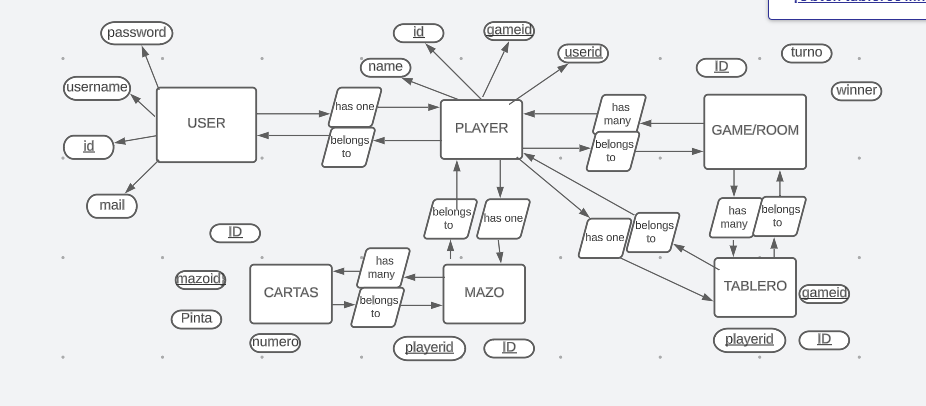 password
id
gameid
userid
turno
name
ID
username
winner
USER
has one
belongs
to
PLAYER
has
many
belongs
to
GAME/ROOM
id
mail
belongs
to
has one
has one
belongs
to
has
many
belongs
to
ID
mazoid
Pinta
numero
CARTAS
has
many
belongs
to
MAZO
TABLERO
gameid
playerid
ID
playerid
ID